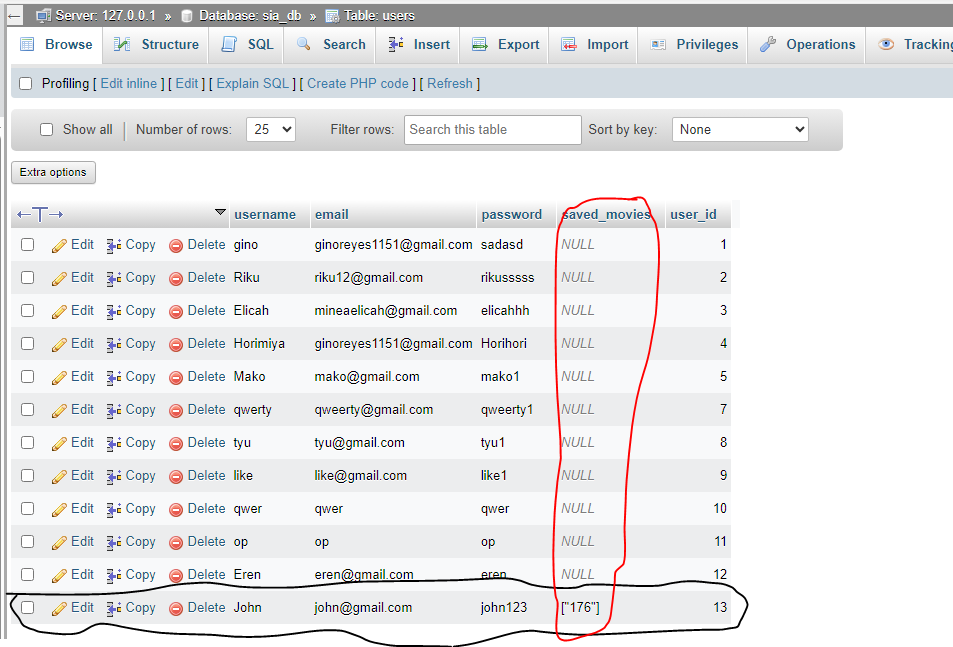 Server: 127.0.0.1 » Database: sia_db » Table: users
Browse Structure SQL Search Insert Export Import Privileges Operations Tracking
Profiling [ Edit inline ] [ Edit ] [ Explain SQL ] [ Create PHP code ] [ Refresh ]
Show all Number of rows: 25 Filter rows: Search this table Sort by key: None
Extra options
←T→ username email password saved_movies user_id
Edit Copy Delete gino ginoreyes1151@gmail.com sadasd NULL 1
Edit Copy Delete Riku riku12@gmail.com rikusssss NULL 2
Edit Copy Delete Elicah mineaelicah@gmail.com elicahhh NULL 3
Edit Copy Delete Horimiya ginoreyes1151@gmail.com Horihori NULL 4
Edit Copy Delete Mako mako@gmail.com mako1 NULL 5
Edit Copy Delete qwerty qweerty@gmail.com qweerty1 NULL 7
Edit Copy Delete tyu tyu@gmail.com tyu1 NULL 8
Edit Copy Delete like like@gmail.com like1 NULL 9
Edit Copy Delete qwer qwer qwer NULL 10
Edit Copy Delete op op op NULL 11
Edit Copy Delete Eren eren@gmail.com eren NULL 12
Edit Copy Delete John john@gmail.com john123 ["176"] 13